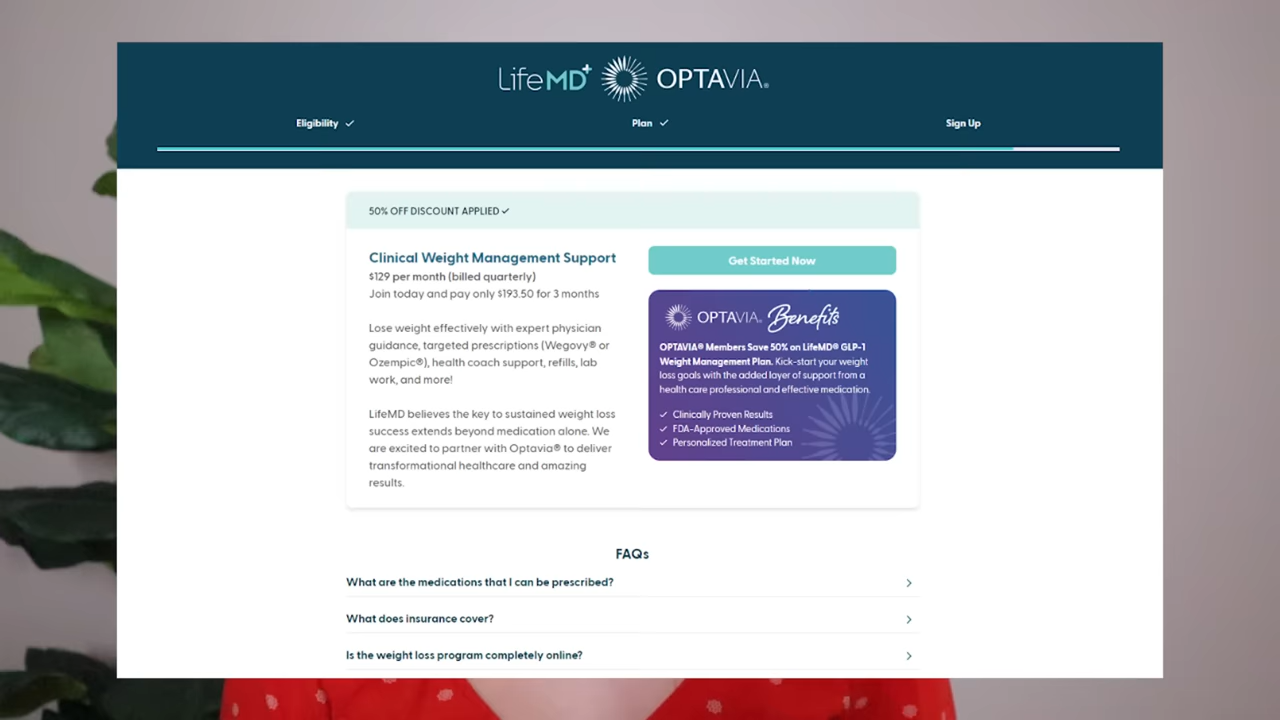 LifeMD+ OPTAVIA®
Eligibility ✓ Plan ✓ Sign Up
50% OFF DISCOUNT APPLIED ✓
Clinical Weight Management Support
$129 per month (billed quarterly)
Join today and pay only $193.50 for 3 months
Lose weight effectively with expert physician
guidance, targeted prescriptions (Wegovy® or
Ozempic®), health coach support, refills, lab
work, and more!
LifeMD believes the key to sustained weight loss
success extends beyond medication alone. We
are excited to partner with Optavia® to deliver
transformational healthcare and amazing
results.
Get Started Now
OPTAVIA® Benefits
OPTAVIA® Members Save 50% on LifeMD® GLP-1
Weight Management Plan. Kick-start your weight
loss goals with the added layer of support from a
health care professional and effective medication.
✓ Clinically Proven Results
✓ FDA-Approved Medications
✓ Personalized Treatment Plan
FAQs
What are the medications that I can be prescribed?
What does insurance cover?
Is the weight loss program completely online?